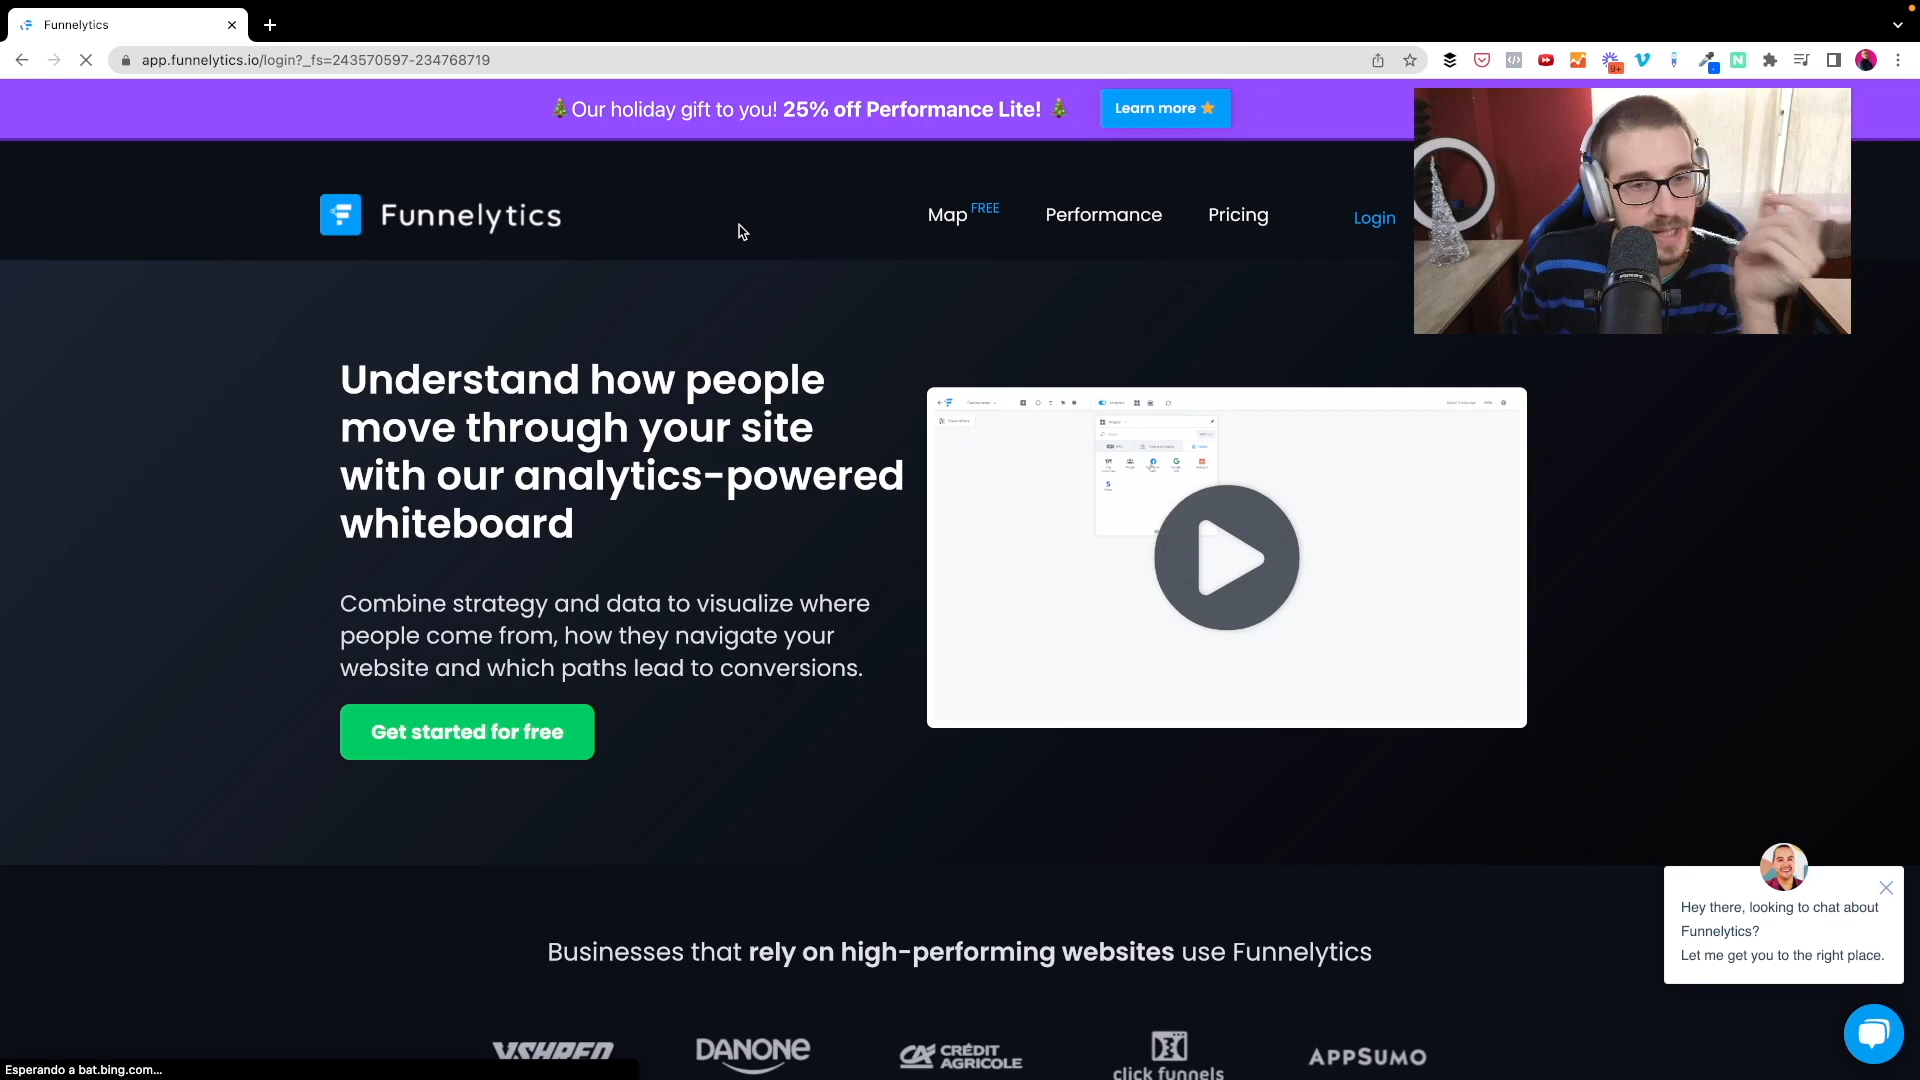 Funnelytics
app.funnelytics.io/login?_fs=243570597-234768719
9+
🎄Our holiday gift to you! 25% off Performance Lite! 🎄
Learn more ⭐
Funnelytics
Map FREE
Performance
Pricing
Login
Understand how people
move through your site
with our analytics-powered
whiteboard
Combine strategy and data to visualize where
people come from, how they navigate your
website and which paths lead to conversions.
Get started for free
Hey there, looking to chat about
Funnelytics?
Let me get you to the right place.
Businesses that rely on high-performing websites use Funnelytics
VSHRED
DANONE
CA CRÉDIT
AGRICOLE
click funnels
APPSUMO
Esperando a bat.bing.com...